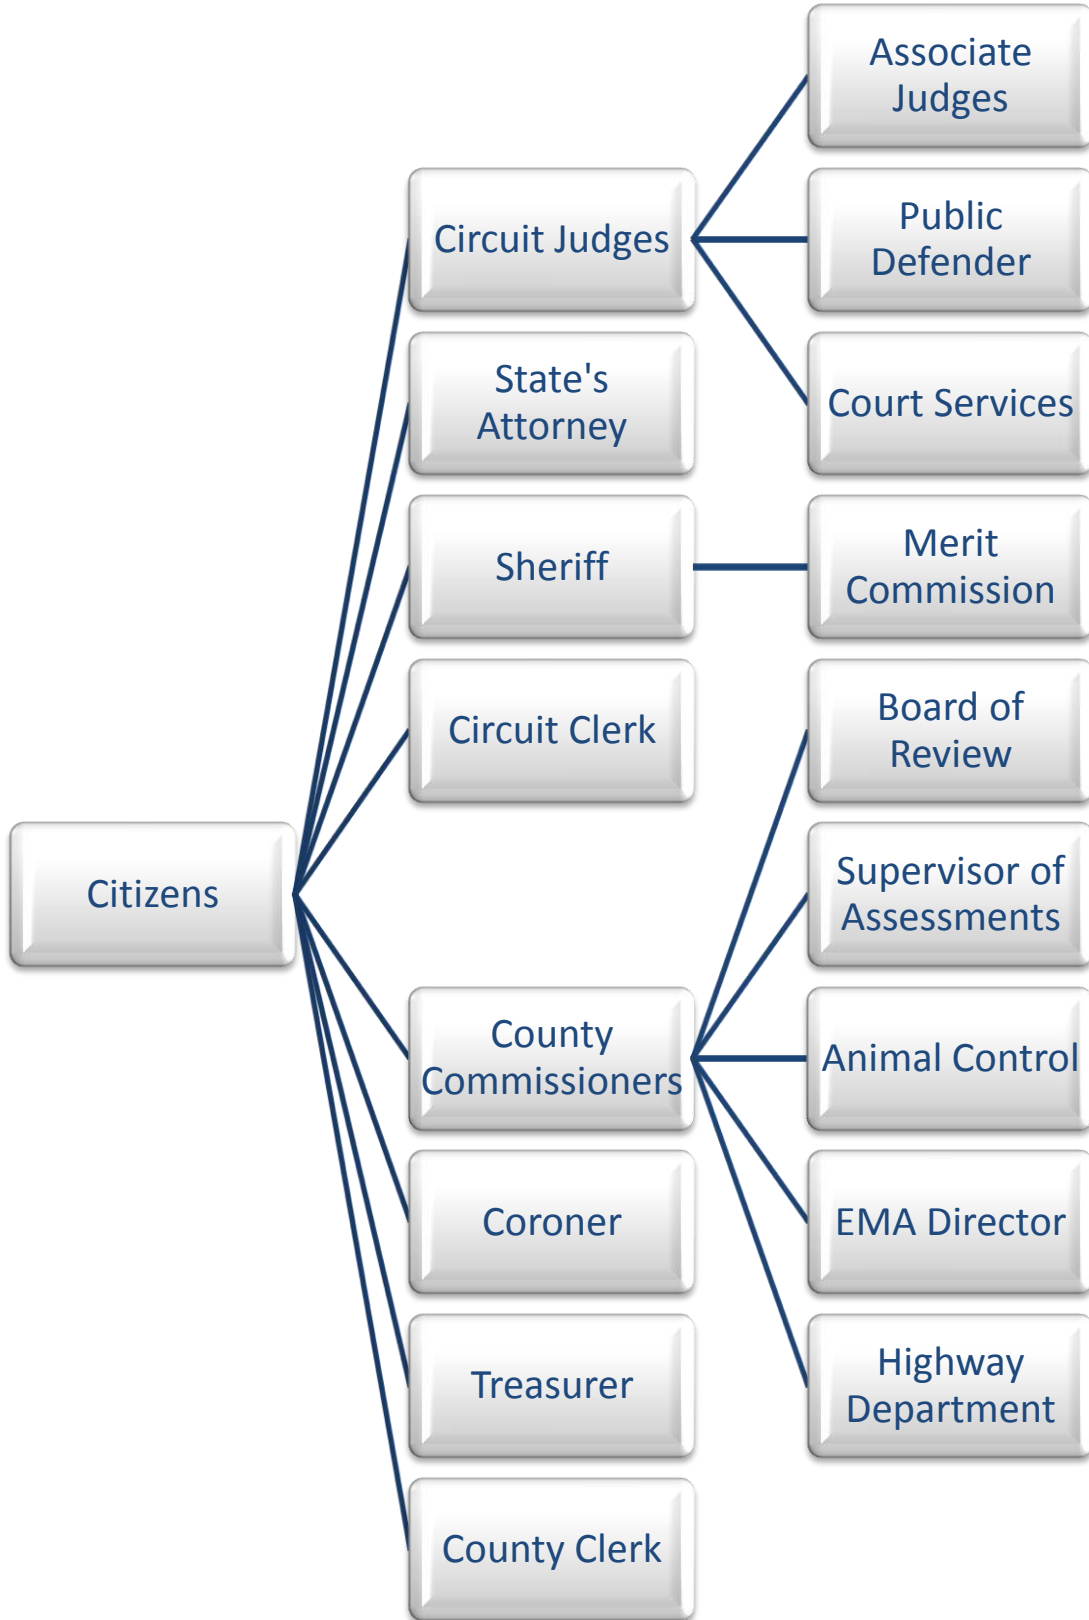 Citizens
Circuit Judges
State's
Attorney
Sheriff
Circuit Clerk
County
Commissioners
Coroner
Treasurer
County Clerk
Associate
Judges
Public
Defender
Court Services
Merit
Commission
Board of
Review
Supervisor of
Assessments
Animal Control
EMA Director
Highway
Department